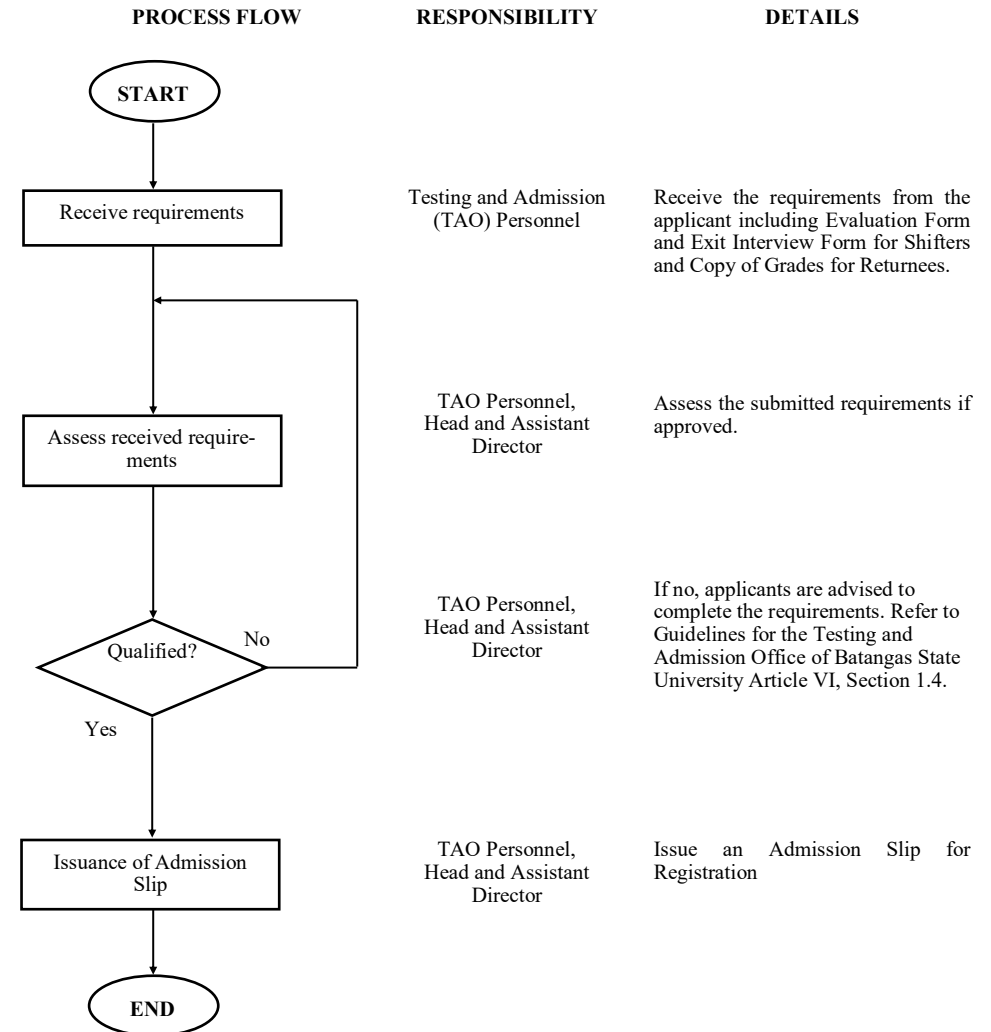 PROCESS FLOW RESPONSIBILITY DETAILS
START
Receive requirements
Testing and Admission
(TAO) Personnel
Receive the requirements from the
applicant including Evaluation Form
and Exit Interview Form for Shifters
and Copy of Grades for Returnees.
Assess received require-
ments
TAO Personnel,
Head and Assistant
Director
Assess the submitted requirements if
approved.
Qualified?
No
Yes
TAO Personnel,
Head and Assistant
Director
If no, applicants are advised to
complete the requirements. Refer to
Guidelines for the Testing and
Admission Office of Batangas State
University Article VI, Section 1.4.
Issuance of Admission
Slip
TAO Personnel,
Head and Assistant
Director
Issue an Admission Slip for
Registration
END